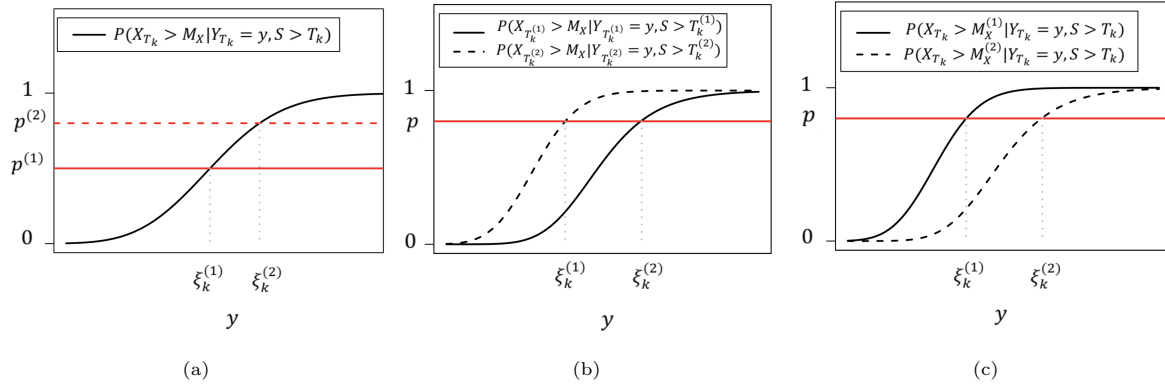 P(X_{T_k} > M_X|Y_{T_k} = y, S > T_k)
1
p^{(2)}
p^{(1)}
0
ξ_k^{(1)} ξ_k^{(2)}
y
(a)
P(X_{T_k^{(1)}} > M_X|Y_{T_k^{(1)}} = y, S > T_k^{(1)})
P(X_{T_k^{(2)}} > M_X|Y_{T_k^{(2)}} = y, S > T_k^{(2)})
1
p
0
ξ_k^{(1)} ξ_k^{(2)}
y
(b)
P(X_{T_k} > M_X^{(1)}|Y_{T_k} = y, S > T_k)
P(X_{T_k} > M_X^{(2)}|Y_{T_k} = y, S > T_k)
1
p
0
ξ_k^{(1)} ξ_k^{(2)}
y
(c)